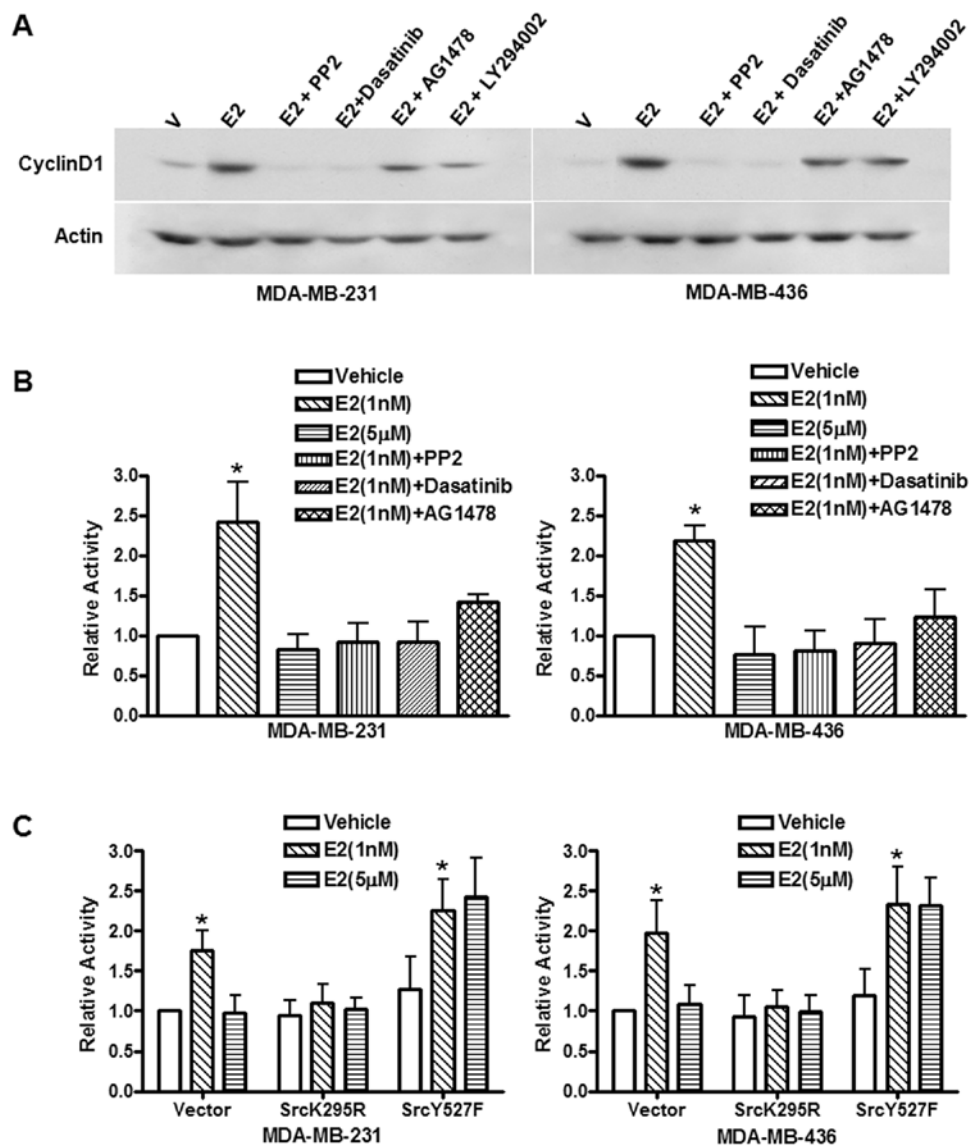 A
V
E2
E2 + PP2
E2+Dasatinib
E2 + AG1478
E2 + LY294002
V
E2
E2 + PP2
E2 + Dasatinib
E2 +AG1478
E2 +LY294002
CyclinD1
Actin
MDA-MB-231
MDA-MB-436
B
Vehicle
E2(1nM)
E2(5µM)
E2(1nM)+PP2
E2(1nM)+Dasatinib
E2(1nM)+AG1478
Relative Activity
3.0
2.5
2.0
1.5
1.0
0.5
0.0
*
MDA-MB-231
Vehicle
E2(1nM)
E2(5µM)
E2(1nM)+PP2
E2(1nM)+Dasatinib
E2(1nM)+AG1478
Relative Activity
3.0
2.5
2.0
1.5
1.0
0.5
0.0
*
MDA-MB-436
C
Vehicle
E2(1nM)
E2(5µM)
Relative Activity
3.0
2.5
2.0
1.5
1.0
0.5
0.0
*
*
Vector SrcK295R SrcY527F
MDA-MB-231
Vehicle
E2(1nM)
E2(5µM)
Relative Activity
3.0
2.5
2.0
1.5
1.0
0.5
0.0
*
*
Vector SrcK295R SrcY527F
MDA-MB-436